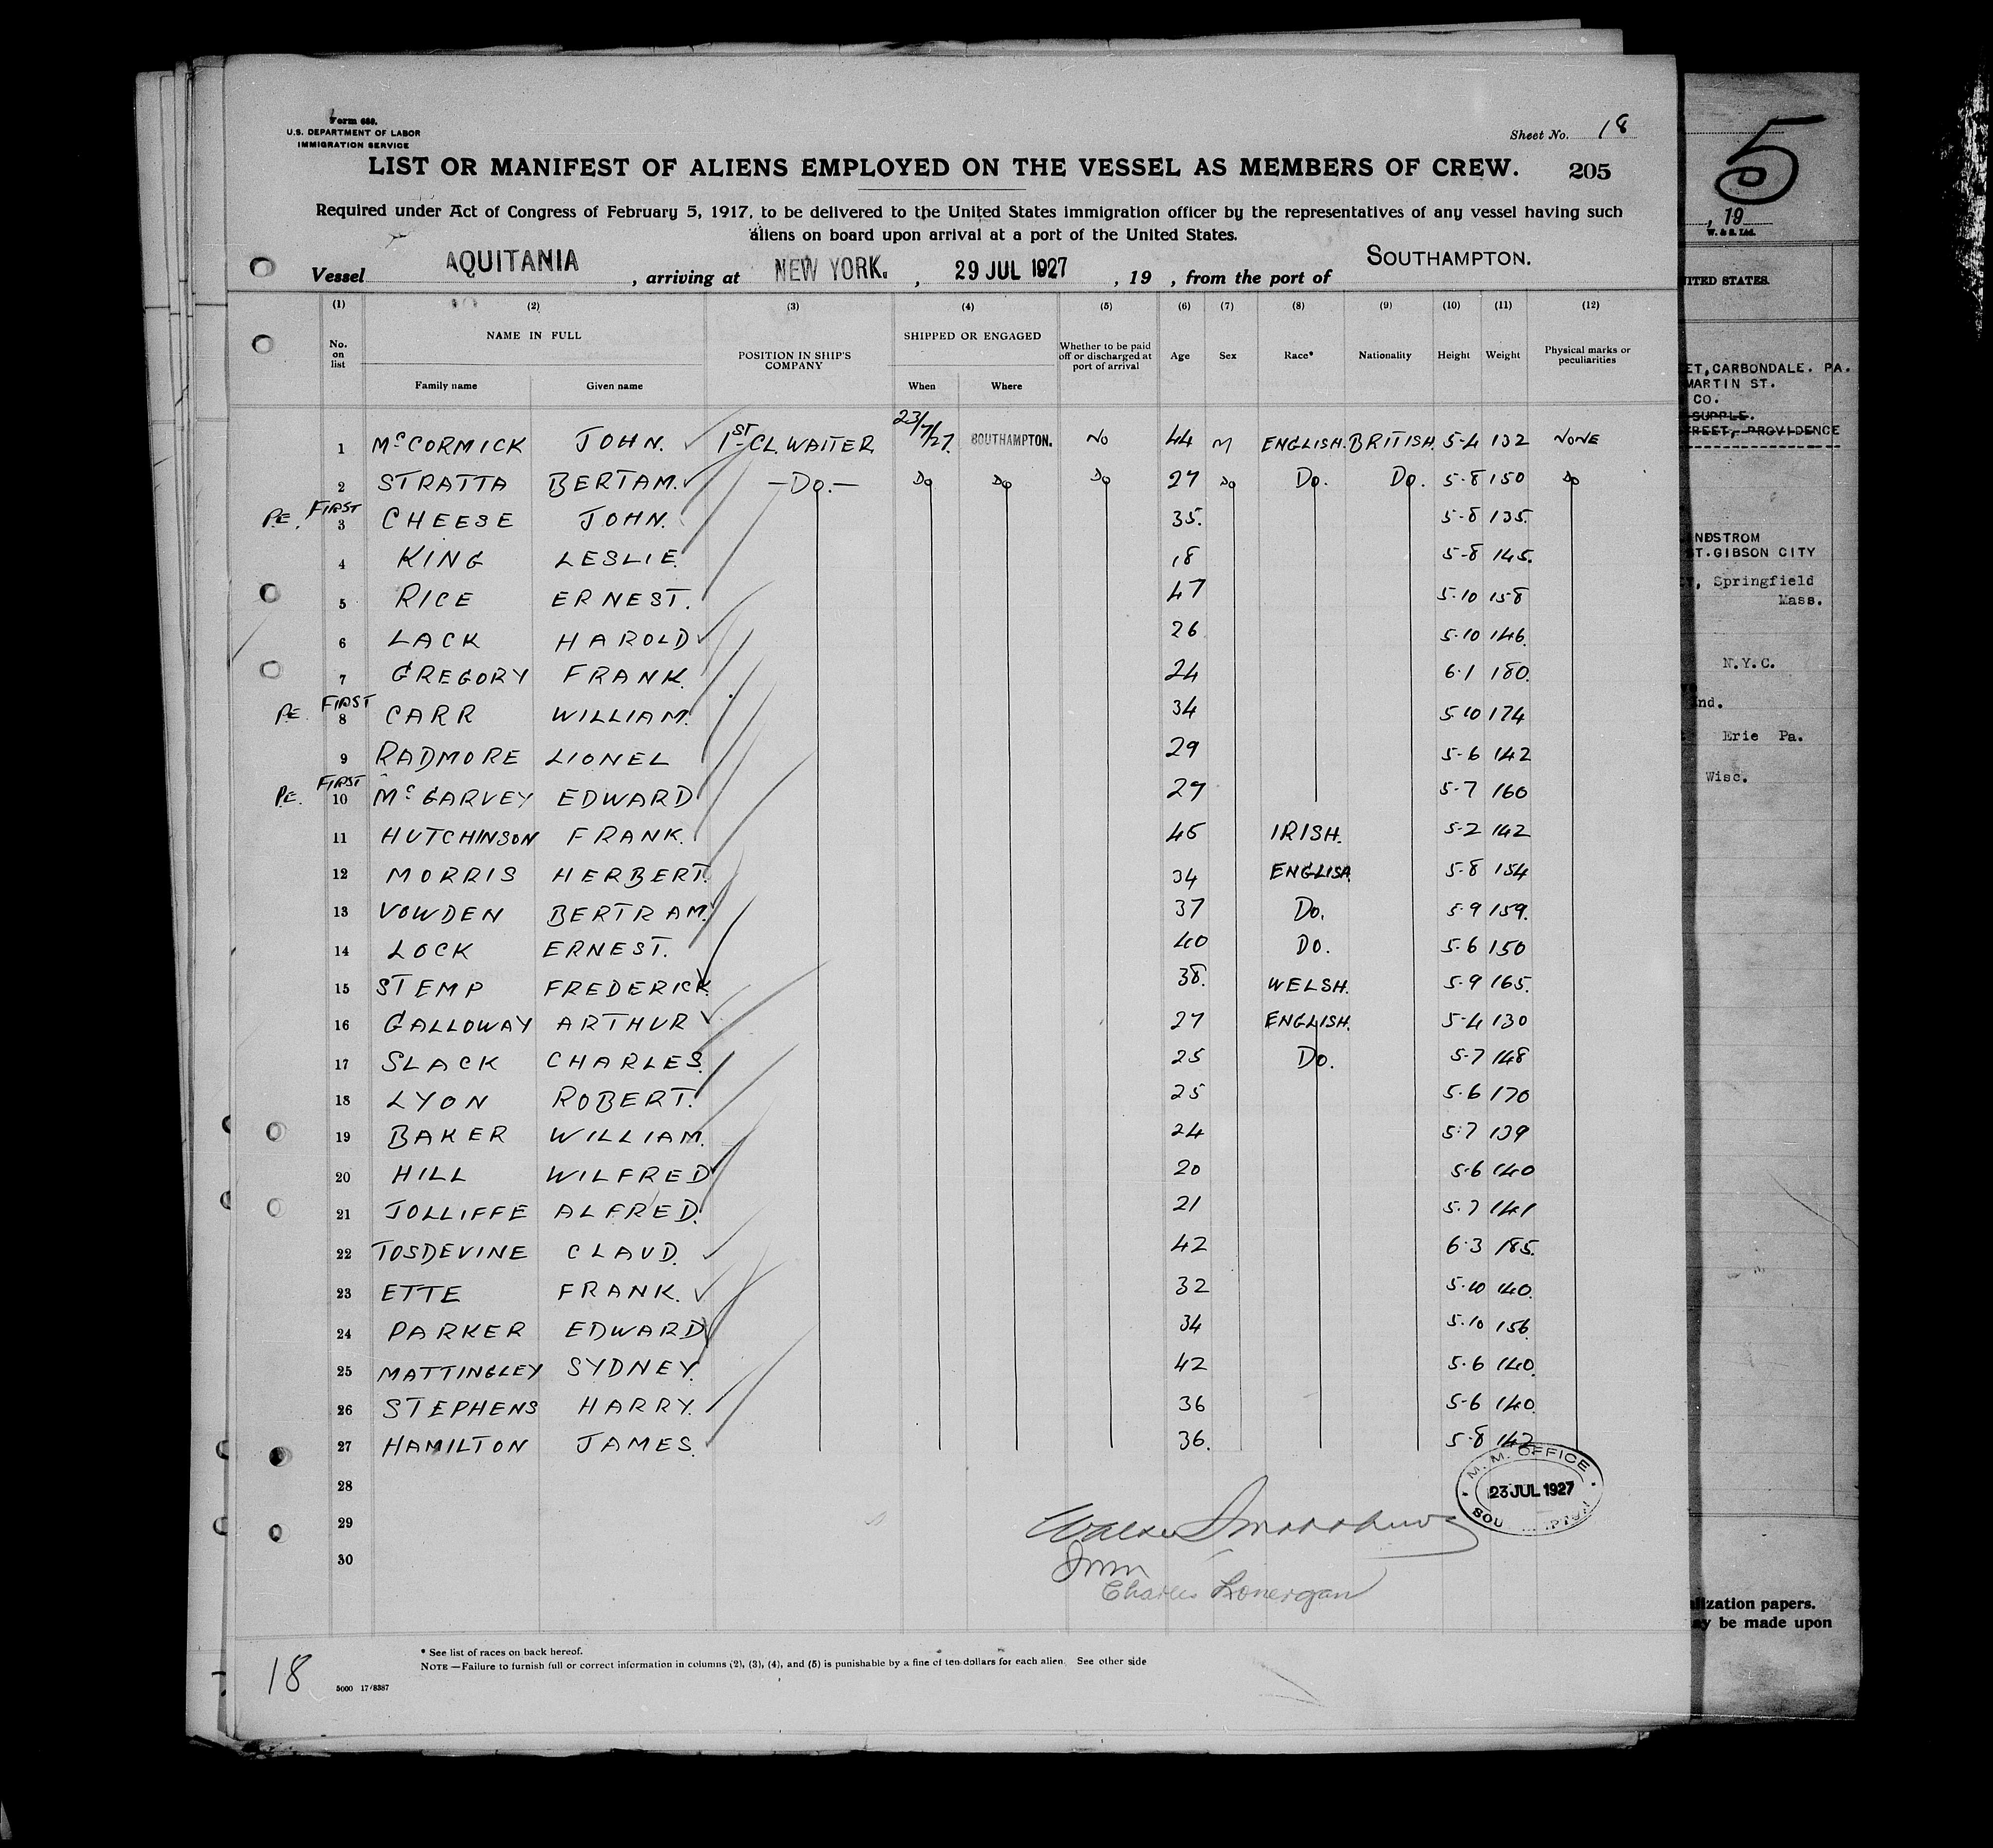 Form 680.
U.S. DEPARTMENT OF LABOR
IMMIGRATION SERVICE
Sheet No. 18
LIST OR MANIFEST OF ALIENS EMPLOYED ON THE VESSEL AS MEMBERS OF CREW. 205
Required under Act of Congress of February 5, 1917, to be delivered to the United States immigration officer by the representatives of any vessel having such
aliens on board upon arrival at a port of the United States.
Vessel AQUITANIA, arriving at NEW YORK., 29 JUL 1927, 19 , from the port of SOUTHAMPTON.
(1) (2) (3) (4) (5) (6) (7) (8) (9) (10) (11) (12)
No. on list NAME IN FULL POSITION IN SHIP'S COMPANY SHIPPED OR ENGAGED Whether to be paid off or discharged at port of arrival Age Sex Race* Nationality Height Weight Physical marks or peculiarities
Family name Given name When Where
1 McCORMICK JOHN. 1ST CL. WAITER 23/7/27. SOUTHAMPTON. NO 44 M ENGLISH. BRITISH. 5-4 132 NONE
2 STRATTA BERTAM. —Do.— Do Do Do 27 Do Do. Do. 5-8 150 Do
P.E. FIRST 3 CHEESE JOHN. 35. 5-8 135.
4 KING LESLIE. 18 5-8 145.
5 RICE ERNEST. 47 5-10 158
6 LACK HAROLD 26 5-10 146.
7 GREGORY FRANK. 24 6-1 180.
P.E. FIRST 8 CARR WILLIAM. 34 5-10 174
9 RADMORE LIONEL 29 5-6 142
P.E. FIRST 10 McGARVEY EDWARD 29 5-7 160
11 HUTCHINSON FRANK. 45 IRISH. 5-2 142
12 MORRIS HERBERT. 34 ENGLISH. 5-8 154
13 VOWDEN BERTRAM. 37 Do. 5-9 159.
14 LOCK ERNEST. 40 DO. 5-6 150
15 STEMP FREDERICK. 38. WELSH. 5-9 165.
16 GALLOWAY ARTHUR 27 ENGLISH. 5-4 130
17 SLACK CHARLES. 25 Do. 5-7 148
18 LYON ROBERT. 25 5-6 170
19 BAKER WILLIAM. 24 5-7 139
20 HILL WILFRED 20 5-6 140
21 JOLLIFFE ALFRED. 21 5-7 141
22 TOSDEVINE CLAUD. 42 6-3 185.
23 ETTE FRANK. 32 5-10 140.
24 PARKER EDWARD 34 5-10 156.
25 MATTINGLEY SYDNEY. 42 5-6 140.
26 STEPHENS HARRY. 36 5-6 140.
27 HAMILTON JAMES. 36. 5-8 142
28
29
30
M. M. OFFICE
23 JUL 1927
Charles Lonergan
* See list of races on back hereof.
NOTE —Failure to furnish full or correct information in columns (2), (3), (4), and (5) is punishable by a fine of ten dollars for each alien. See other side
18
5000 17/8387
5
, 19
W. & S. Ltd.
UNITED STATES.
CARBONDALE. PA.
MARTIN ST.
CO.
SUPPLE.
PROVIDENCE
ST. GIBSON CITY
Springfield
Mass.
N.Y.C.
Ind.
Erie Pa.
Wisc.
papers.
be made upon